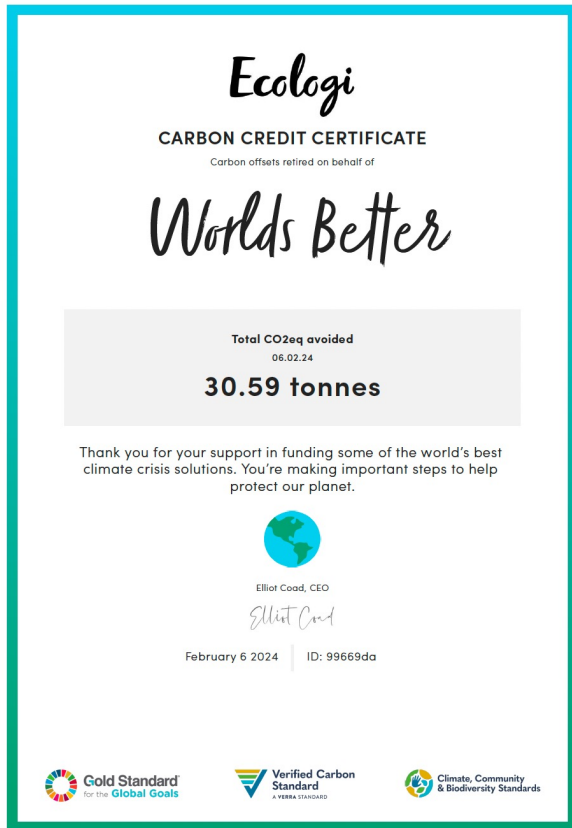 Ecologi
CARBON CREDIT CERTIFICATE
Carbon offsets retired on behalf of
Worlds Better
Total CO2eq avoided
06.02.24
30.59 tonnes
Thank you for your support in funding some of the world's best
climate crisis solutions. You're making important steps to help
protect our planet.
Elliot Coad, CEO
Elliot Coad
February 6 2024 ID: 99669da
Gold Standard
for the Global Goals
Verified Carbon
Standard
A VERRA STANDARD
Climate, Community
& Biodiversity Standards